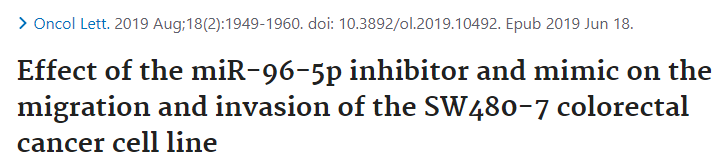 Oncol Lett. 2019 Aug;18(2):1949-1960. doi: 10.3892/ol.2019.10492. Epub 2019 Jun 18.
Effect of the miR-96-5p inhibitor and mimic on the
migration and invasion of the SW480-7 colorectal
cancer cell line